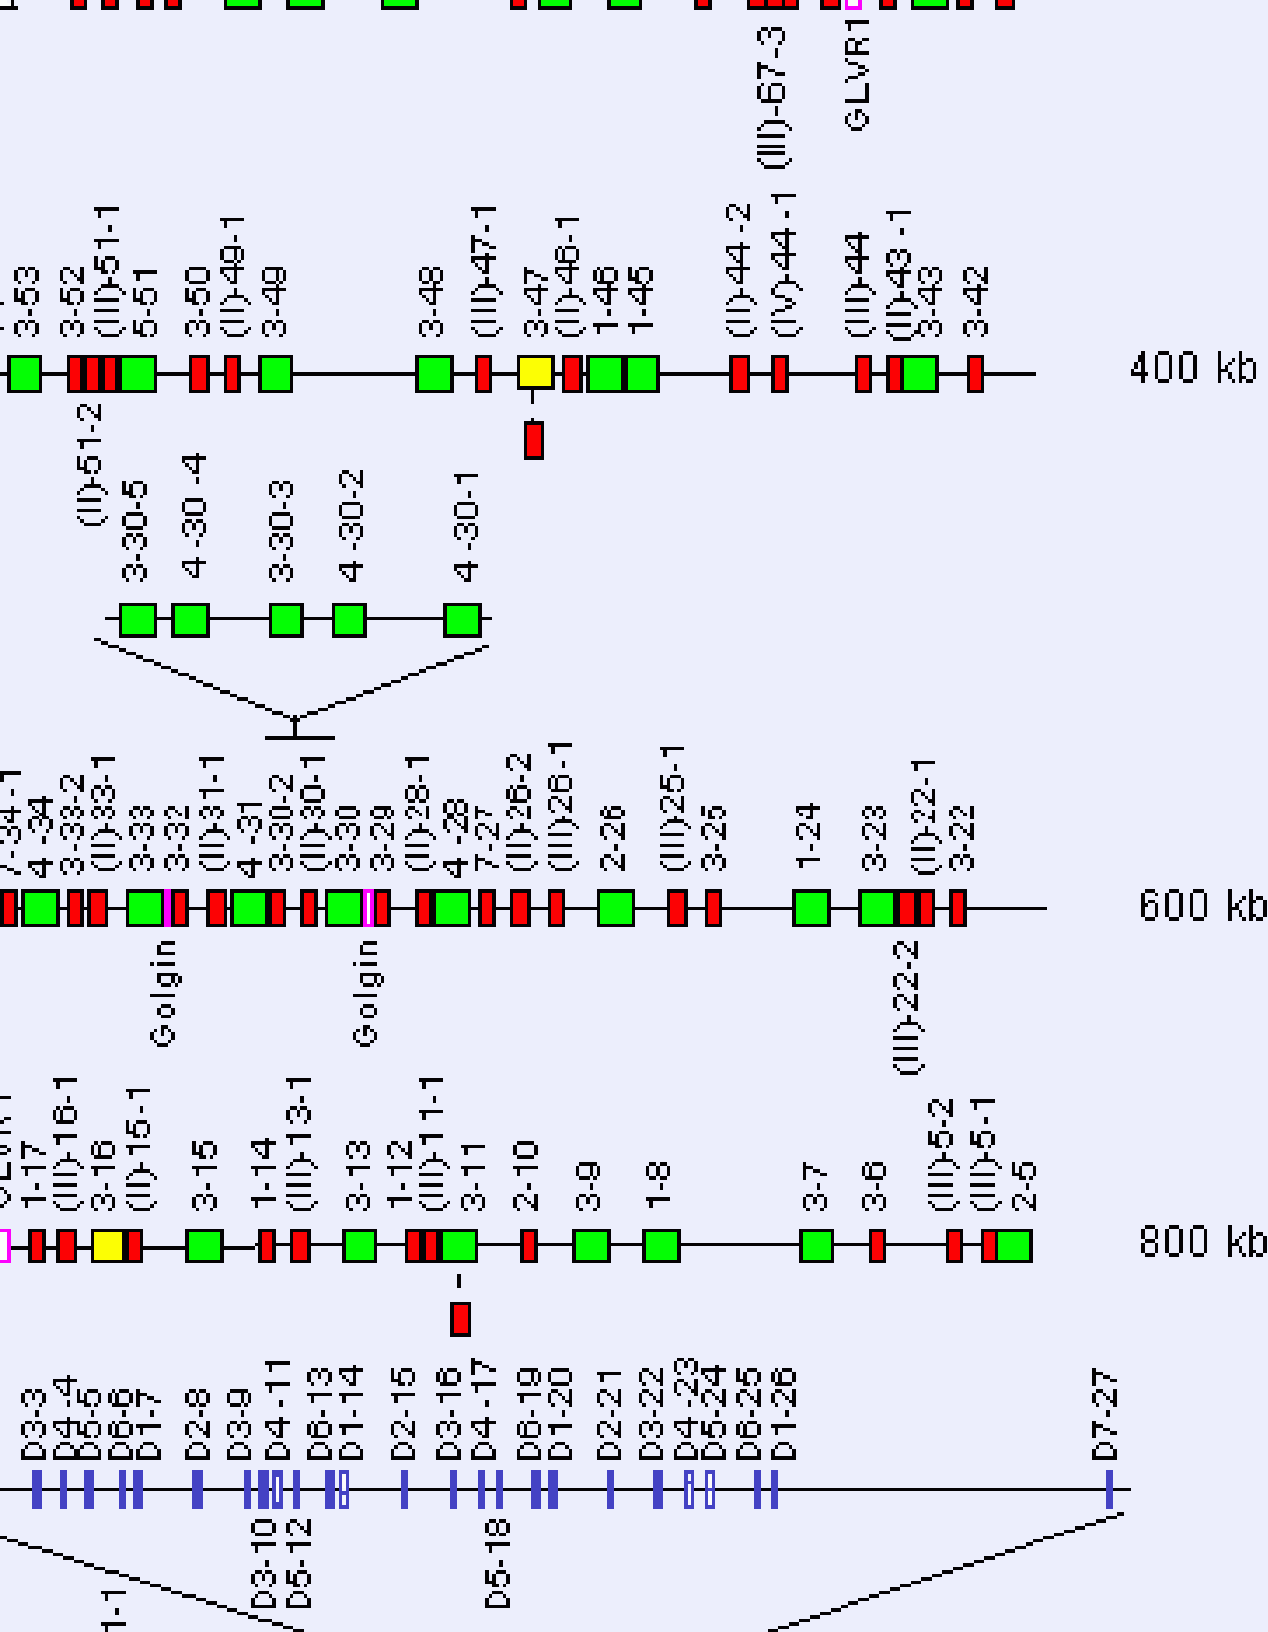 (III)-67-3
GLVR1
3-53
3-52
(III)-51-1
5-51
3-50
(II)-49-1
3-49
3-48
(III)-47-1
3-47
(II)-46-1
1-46
1-45
(II)-44 -2
(IV)-44 -1
(III)-44
(II)-43 -1
3-43
3-42
400 kb
(II)-51-2
3-30-5
4 -30 -4
3-30-3
4 -30-2
4 -30-1
7-34-1
4 -34
3-33-2
(II)-33-1
3-33
3-32
(II)-31-1
4 -31
3-30-2
(II)-30-1
3-30
3-29
(II)-28-1
4 -28
7-27
(II)-26-2
(III)-26-1
2-26
(III)-25-1
3-25
1-24
3-23
(II)-22-1
3-22
600 kb
Golgin
Golgin
(III)-22-2
1-17
(III)-16-1
3-16
(II)-15-1
3-15
1-14
(III)-13-1
3-13
1-12
(III)-11-1
3-11
2-10
3-9
1-8
3-7
3-6
(III)-5-2
(III)-5-1
2-5
800 kb
D3-3
D4 -4
D5-5
D6-6
D1-7
D2-8
D3-9
D4 -11
D6-13
D1-14
D2-15
D3-16
D4 -17
D6-19
D1-20
D2-21
D3-22
D4 -23
D5-24
D6-25
D1-26
D7-27
D3-10
D5-12
D5-18
1-1